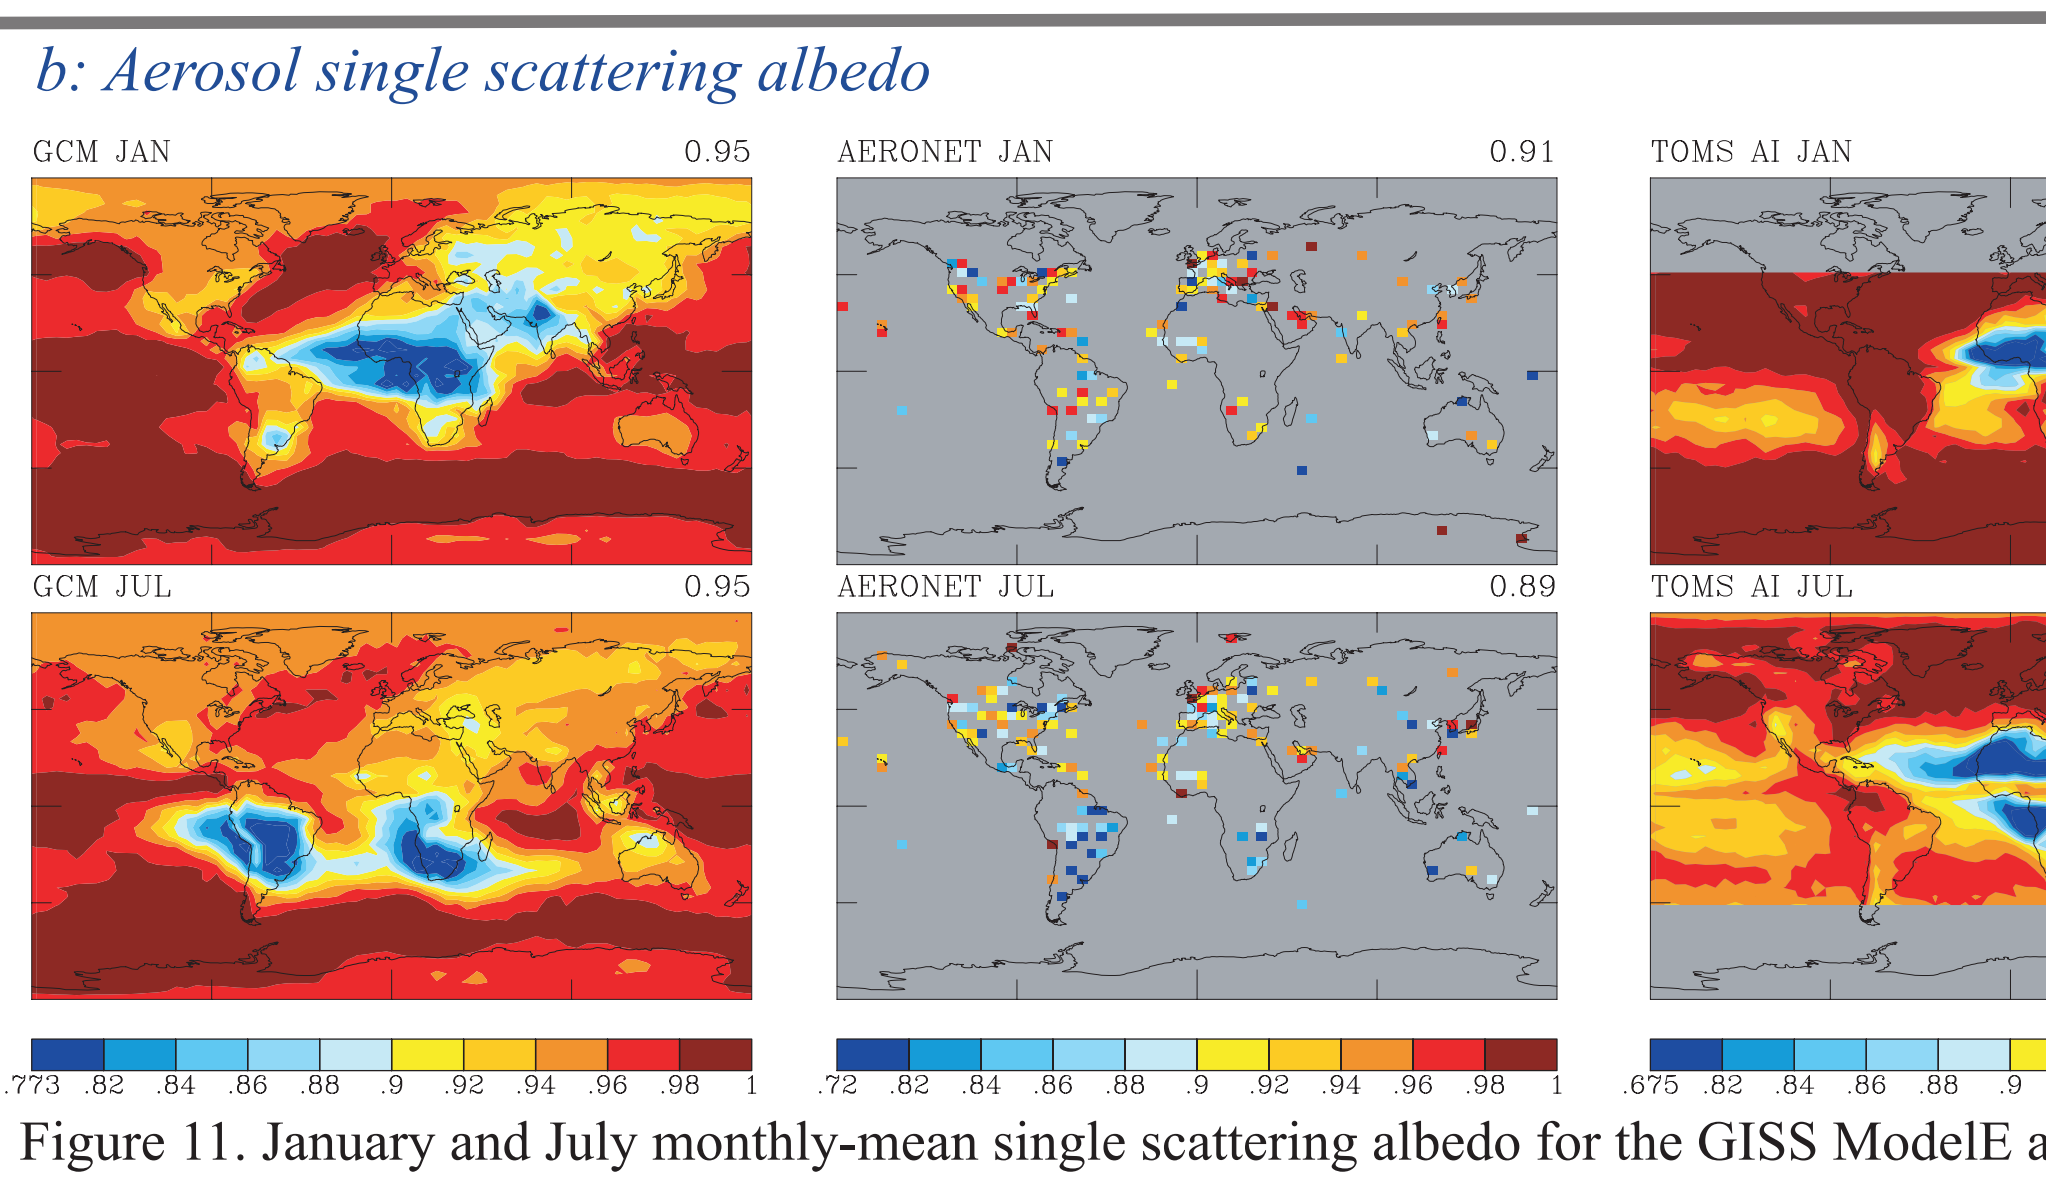 b: Aerosol single scattering albedo
GCM JAN 0.95 AERONET JAN 0.91 TOMS AI JAN
GCM JUL 0.95 AERONET JUL 0.89 TOMS AI JUL
.773 .82 .84 .86 .88 .9 .92 .94 .96 .98 1 .72 .82 .84 .86 .88 .9 .92 .94 .96 .98 1 .675 .82 .84 .86 .88 .9
Figure 11. January and July monthly-mean single scattering albedo for the GISS ModelE a